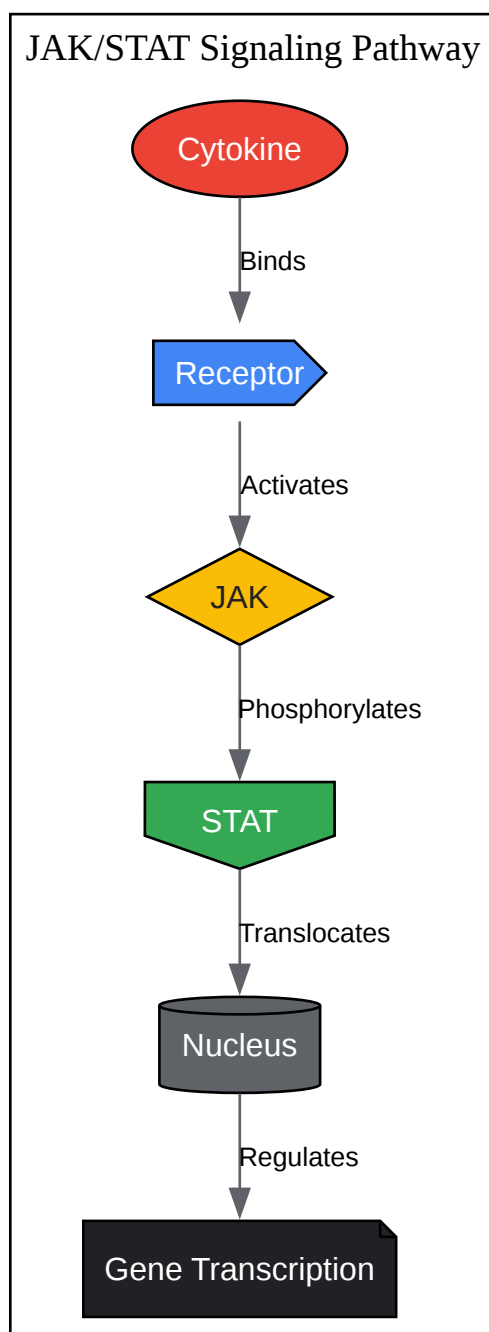 JAK/STAT Signaling Pathway
Cytokine
Binds
Receptor
Activates
JAK
Phosphorylates
STAT
Translocates
Nucleus
Regulates
Gene Transcription